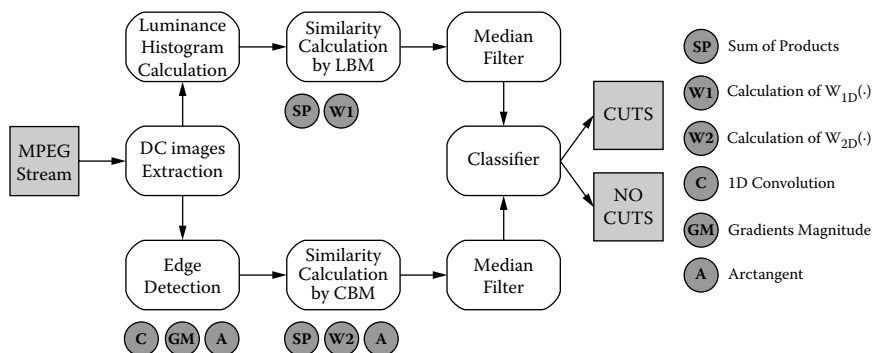 Luminance
Histogram
Calculation
Similarity
Calculation
by LBM
Median
Filter
SP W1
MPEG
Stream
DC images
Extraction
Classifier
CUTS
NO
CUTS
Edge
Detection
Similarity
Calculation
by CBM
Median
Filter
C GM A
SP W2 A
SP Sum of Products
W1 Calculation of W1D(·)
W2 Calculation of W2D(·)
C 1D Convolution
GM Gradients Magnitude
A Arctangent